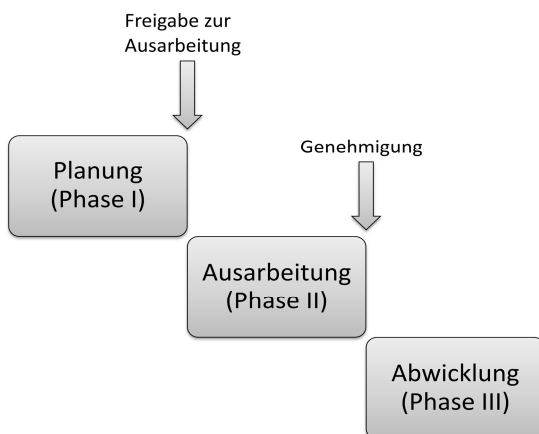 Freigabe zur
Ausarbeitung
Planung
(Phase I)
Genehmigung
Ausarbeitung
(Phase II)
Abwicklung
(Phase III)